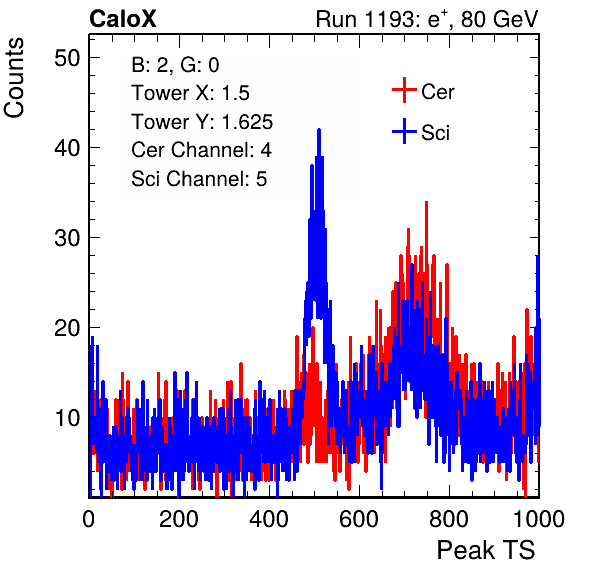 CaloX
Run 1193: e⁺, 80 GeV
Counts
B: 2, G: 0
Tower X: 1.5
Tower Y: 1.625
Cer Channel: 4
Sci Channel: 5
Cer
Sci
50
40
30
20
10
0 200 400 600 800 1000
Peak TS